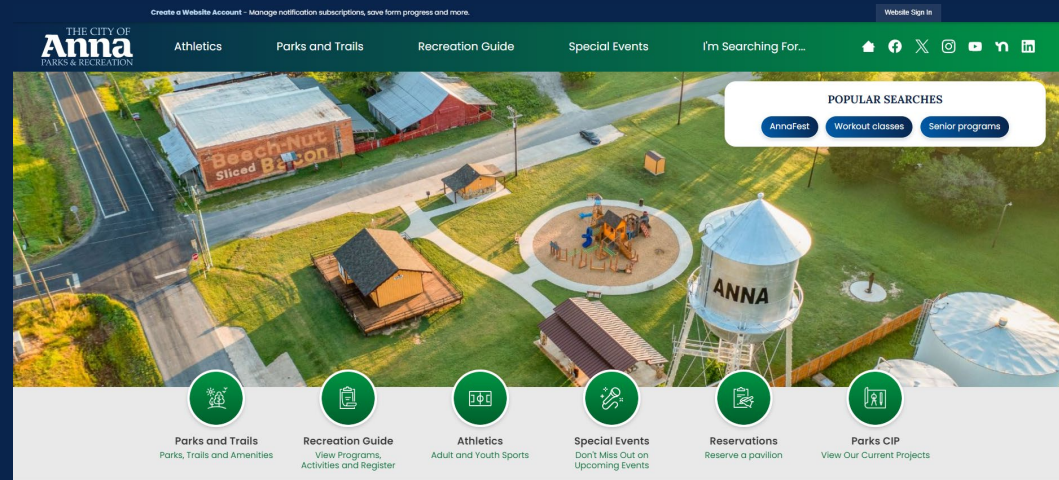 Create a Website Account - Manage notification subscriptions, save form progress and more.
Website Sign In
THE CITY OF
Anna
PARKS & RECREATION
Athletics
Parks and Trails
Recreation Guide
Special Events
I'm Searching For...
POPULAR SEARCHES
AnnaFest
Workout classes
Senior programs
Beech-Nut
Sliced Bacon
ANNA
Parks and Trails
Parks, Trails and Amenities
Recreation Guide
View Programs,
Activities and Register
Athletics
Adult and Youth Sports
Special Events
Don't Miss Out on
Upcoming Events
Reservations
Reserve a pavilion
Parks CIP
View Our Current Projects